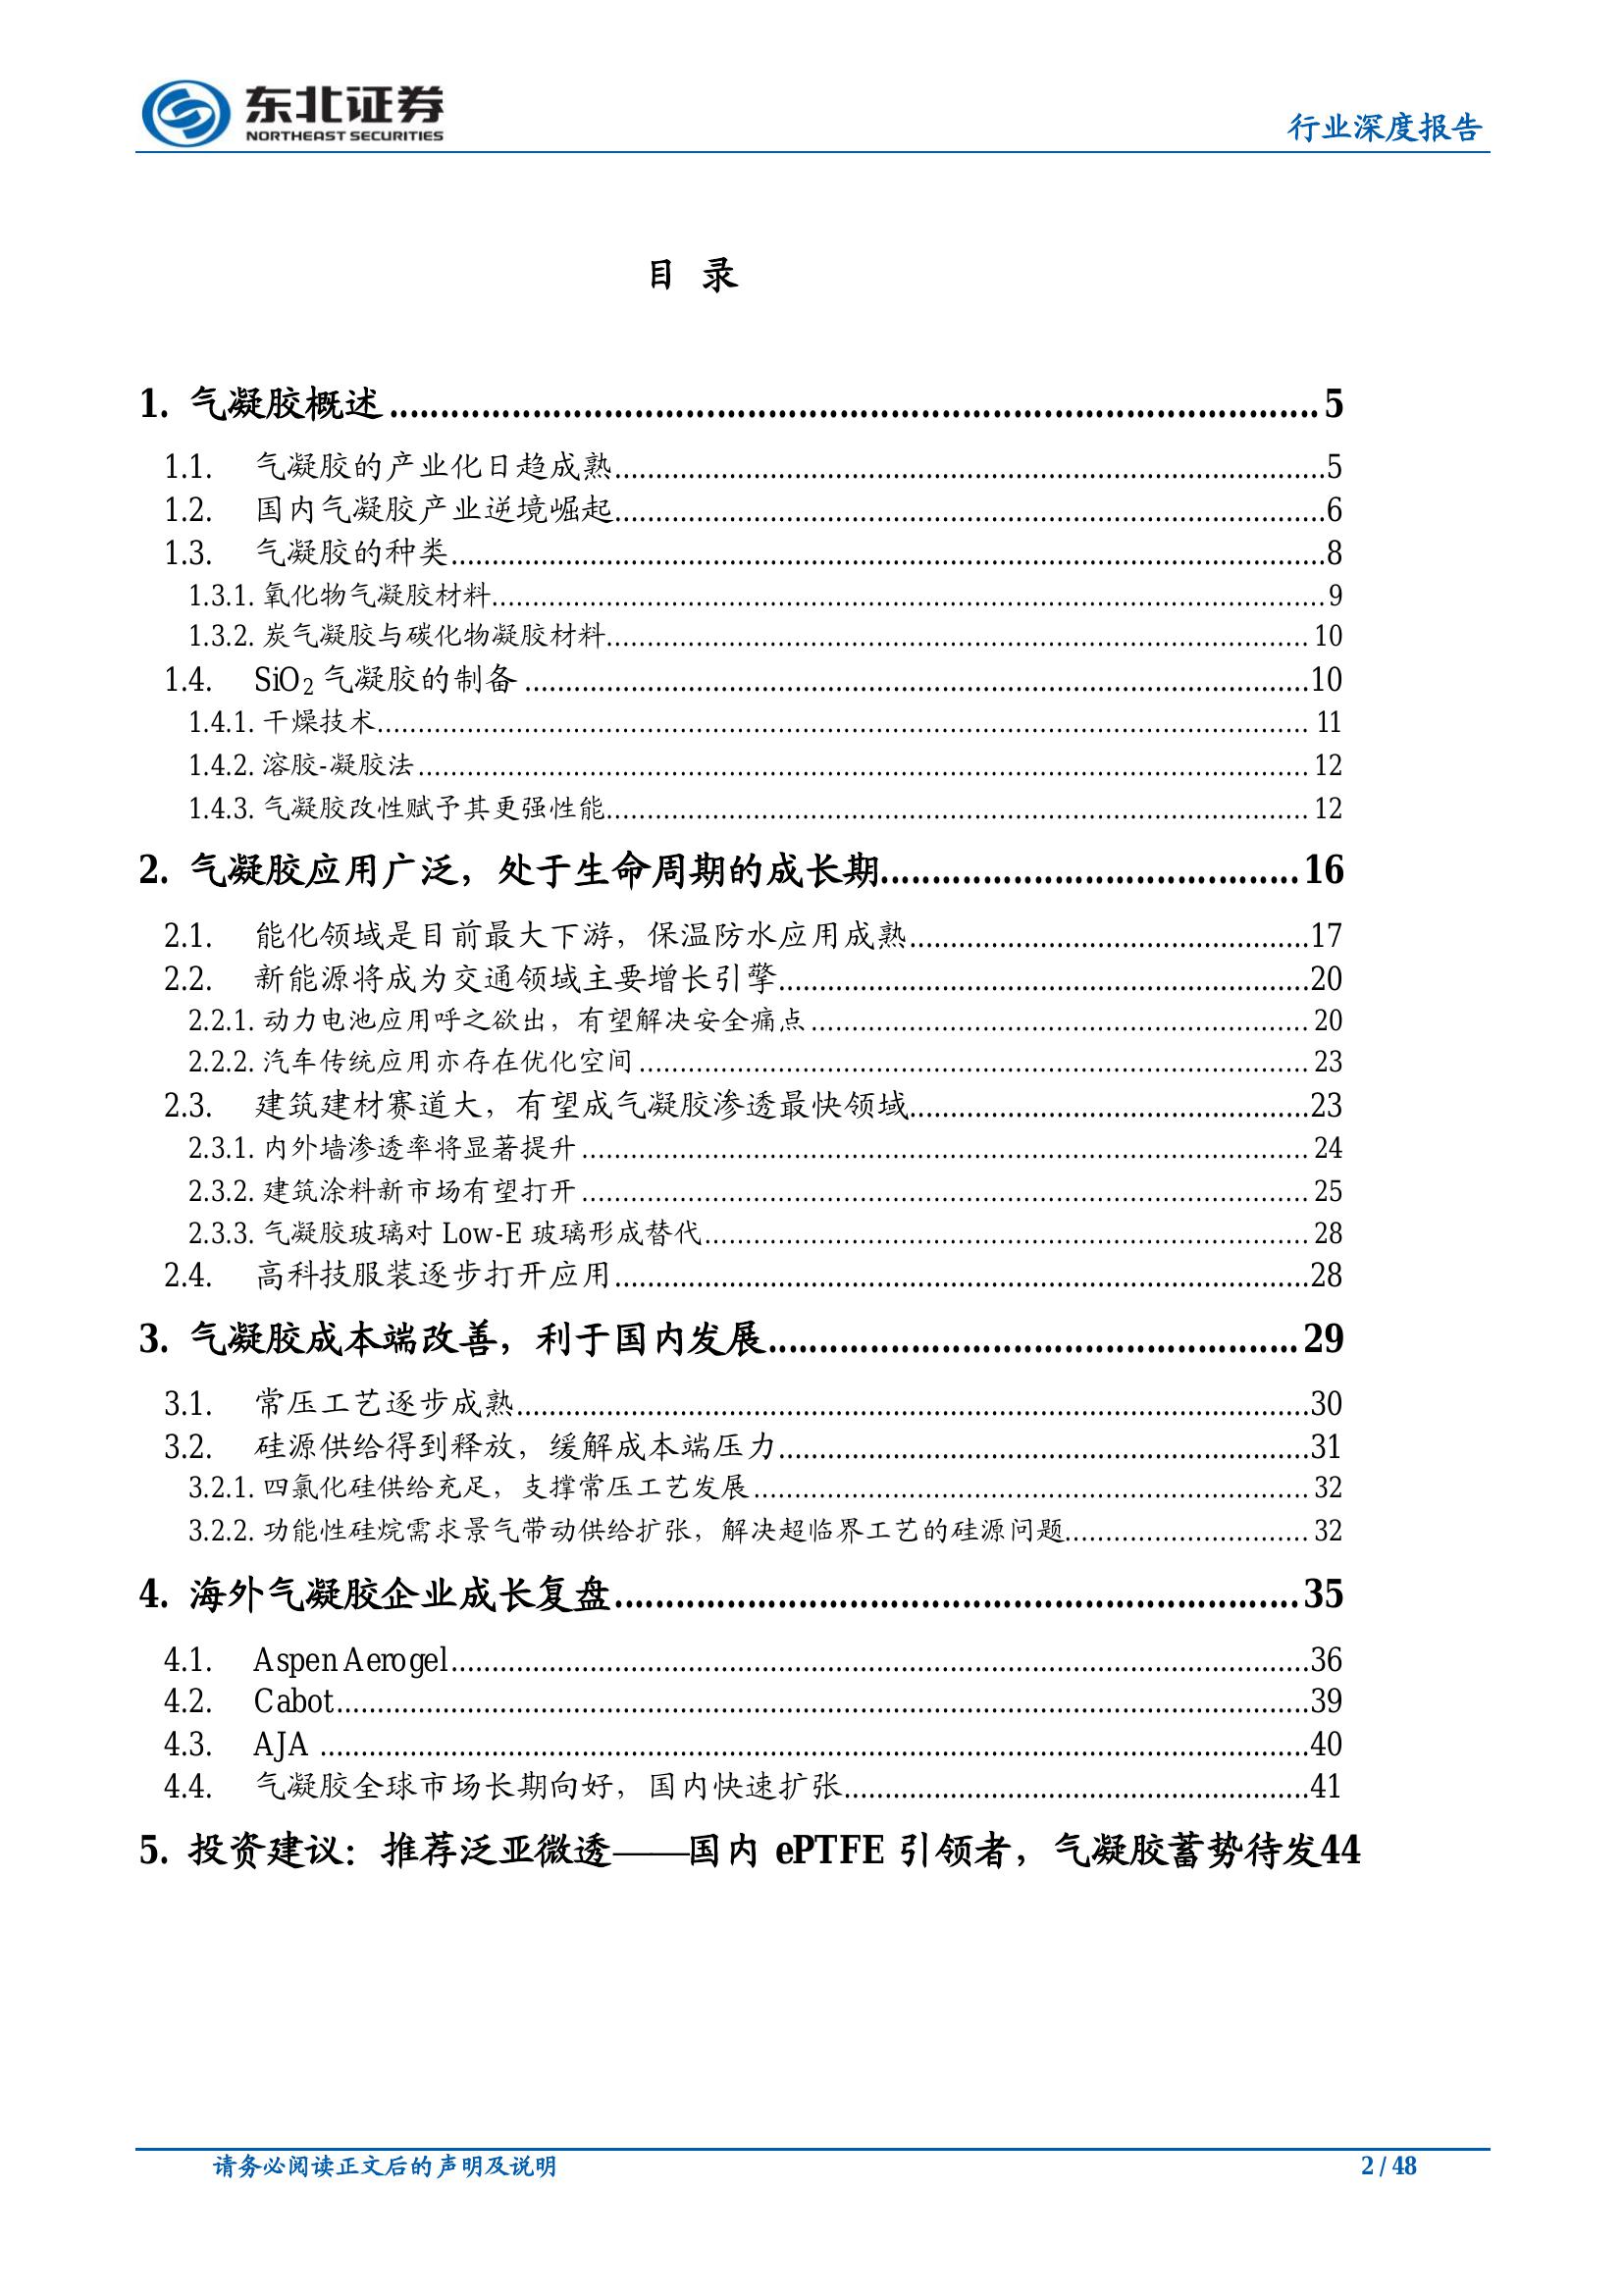 东北证券
NORTHEAST SECURITIES
行业深度报告
目 录
1. 气凝胶概述 ........................................ 5
1.1. 气凝胶的产业化日趋成熟 ........................................ 5
1.2. 国内气凝胶产业逆境崛起 ........................................ 6
1.3. 气凝胶的种类 ........................................ 8
1.3.1. 氧化物气凝胶材料 ........................................ 9
1.3.2. 炭气凝胶与碳化物凝胶材料 ........................................ 10
1.4. SiO₂ 气凝胶的制备 ........................................ 10
1.4.1. 干燥技术 ........................................ 11
1.4.2. 溶胶-凝胶法 ........................................ 12
1.4.3. 气凝胶改性赋予其更强性能 ........................................ 12
2. 气凝胶应用广泛，处于生命周期的成长期 ........................................ 16
2.1. 能化领域是目前最大下游，保温防水应用成熟 ........................................ 17
2.2. 新能源将成为交通领域主要增长引擎 ........................................ 20
2.2.1. 动力电池应用呼之欲出，有望解决安全痛点 ........................................ 20
2.2.2. 汽车传统应用亦存在优化空间 ........................................ 23
2.3. 建筑建材赛道大，有望成气凝胶渗透最快领域 ........................................ 23
2.3.1. 内外墙渗透率将显著提升 ........................................ 24
2.3.2. 建筑涂料新市场有望打开 ........................................ 25
2.3.3. 气凝胶玻璃对 Low-E 玻璃形成替代 ........................................ 28
2.4. 高科技服装逐步打开应用 ........................................ 28
3. 气凝胶成本端改善，利于国内发展 ........................................ 29
3.1. 常压工艺逐步成熟 ........................................ 30
3.2. 硅源供给得到释放，缓解成本端压力 ........................................ 31
3.2.1. 四氯化硅供给充足，支撑常压工艺发展 ........................................ 32
3.2.2. 功能性硅烷需求景气带动供给扩张，解决超临界工艺的硅源问题 ........................................ 32
4. 海外气凝胶企业成长复盘 ........................................ 35
4.1. Aspen Aerogel ........................................ 36
4.2. Cabot ........................................ 39
4.3. AJA ........................................ 40
4.4. 气凝胶全球市场长期向好，国内快速扩张 ........................................ 41
5. 投资建议：推荐泛亚微透——国内 ePTFE 引领者，气凝胶蓄势待发44
请务必阅读正文后的声明及说明
2 / 48